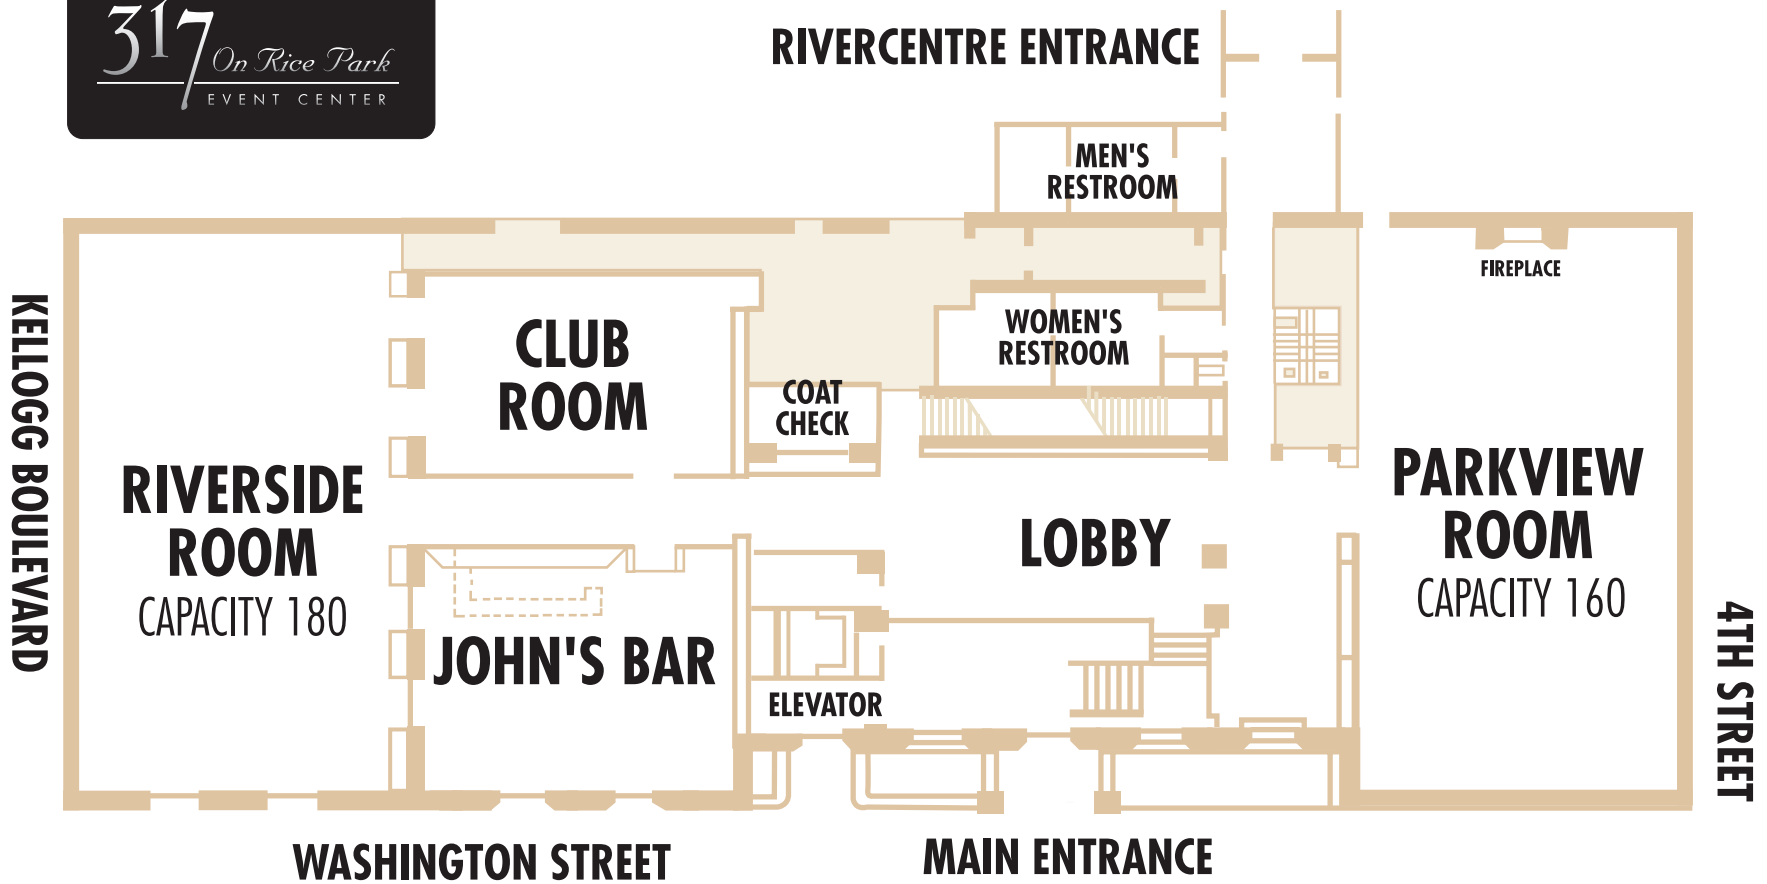 317 On Rice Park
EVENT CENTER
RIVERCENTRE ENTRANCE
MEN'S
RESTROOM
FIREPLACE
KELLOGG BOULEVARD
CLUB
ROOM
WOMEN'S
RESTROOM
COAT
CHECK
RIVERSIDE
ROOM
CAPACITY 180
LOBBY
PARKVIEW
ROOM
CAPACITY 160
JOHN'S BAR
ELEVATOR
4TH STREET
WASHINGTON STREET
MAIN ENTRANCE